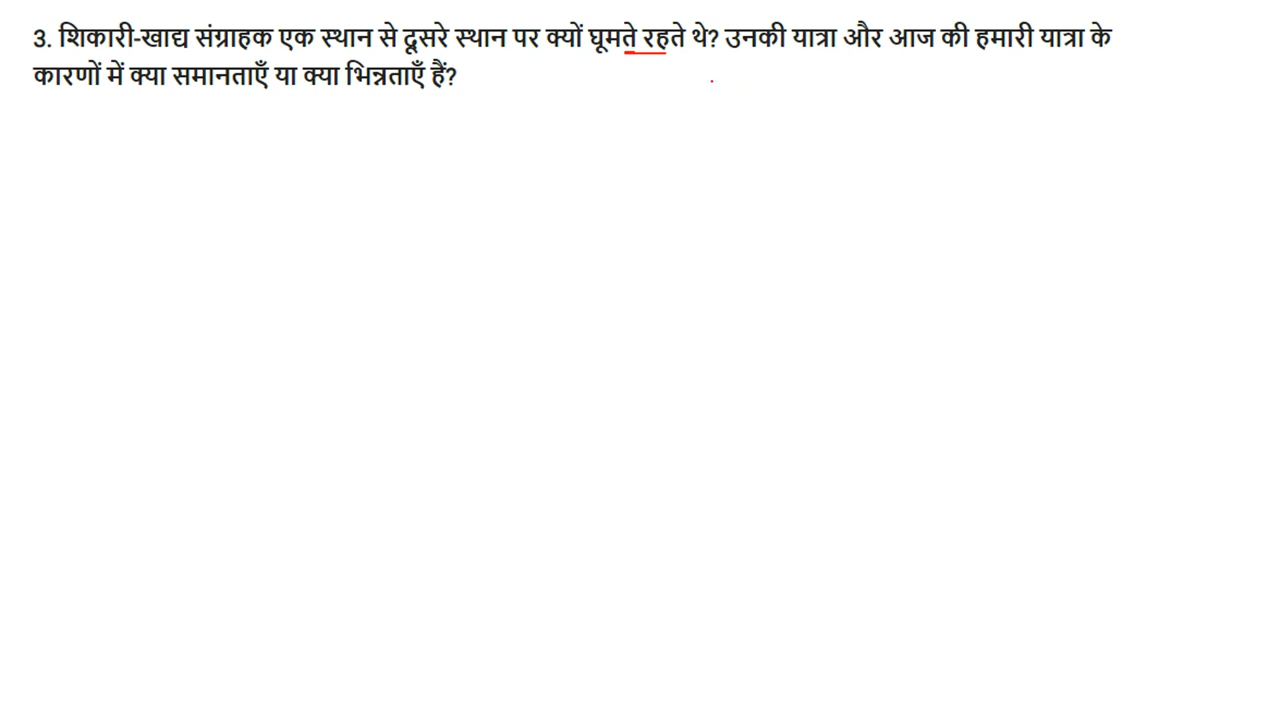 3. शिकारी-खाद्य संग्राहक एक स्थान से दूसरे स्थान पर क्यों घूमते रहते थे? उनकी यात्रा और आज की हमारी यात्रा के
कारणों में क्या समानताएँ या क्या भिन्नताएँ हैं?